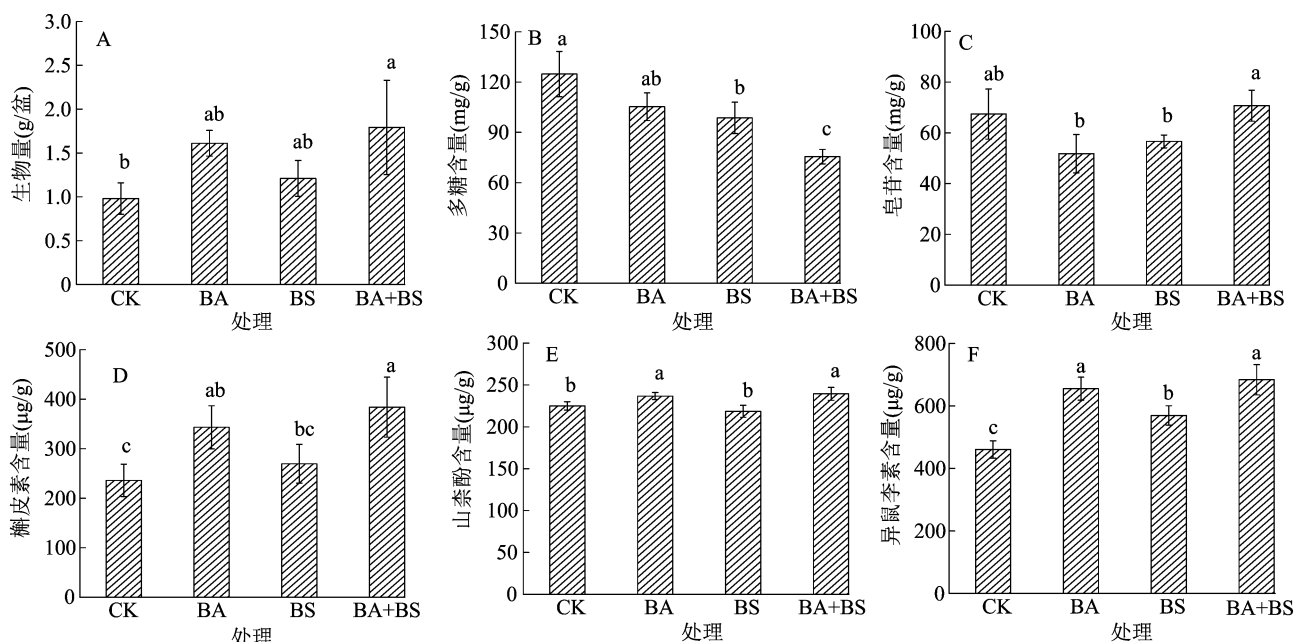 A
生物量(g/盆)
3.0
2.5
2.0
1.5
1.0
0.5
0
b
ab
ab
a
CK BA BS BA+BS
处理
B
多糖含量(mg/g)
150
120
90
60
30
0
a
ab
b
c
CK BA BS BA+BS
处理
C
皂苷含量(mg/g)
100
80
60
40
20
0
ab
b
b
a
CK BA BS BA+BS
处理
D
槲皮素含量(μg/g)
500
400
300
200
100
0
c
ab
bc
a
CK BA BS BA+BS
处理
E
山柰酚含量(μg/g)
300
250
200
150
100
50
0
b
a
b
a
CK BA BS BA+BS
处理
F
异鼠李素含量(μg/g)
800
600
400
600
0
c
a
b
a
CK BA BS BA+BS
处理